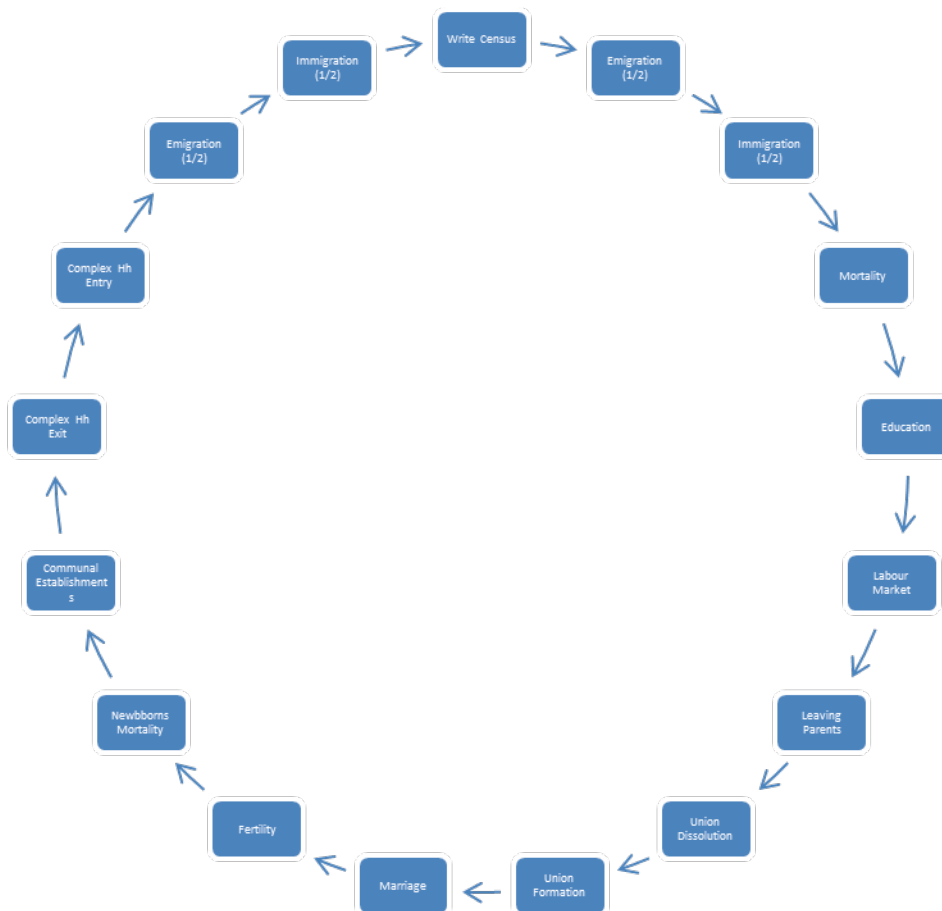 Write Census
Emigration
(1/2)
Immigration
(1/2)
Mortality
Education
Labour
Market
Leaving
Parents
Union
Dissolution
Union
Formation
Marriage
Fertility
Newbborns
Mortality
Communal
Establishment
s
Complex Hh
Exit
Complex Hh
Entry
Emigration
(1/2)
Immigration
(1/2)